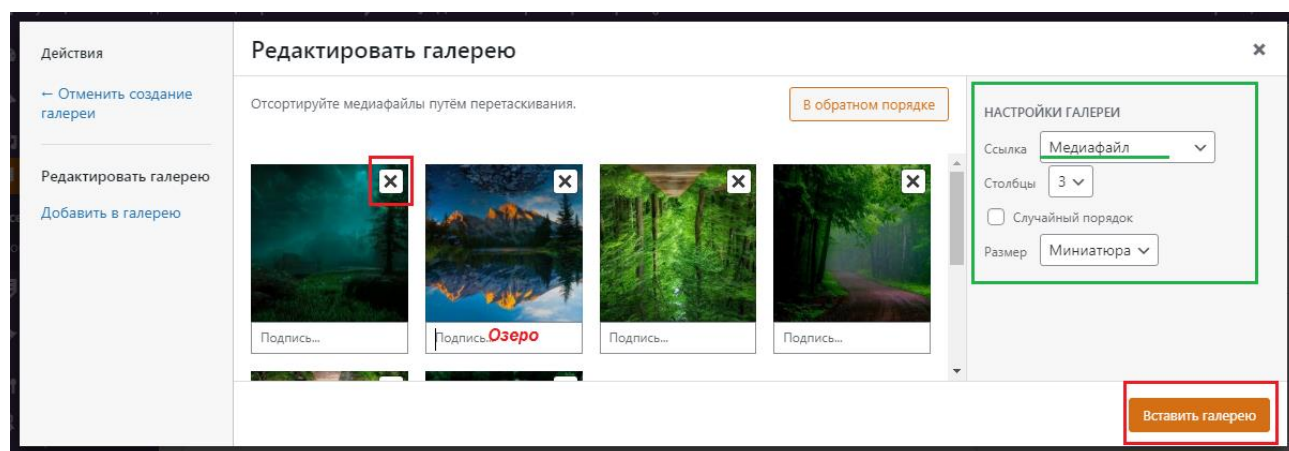 Действия
← Отменить создание
галереи
Редактировать галерею
Добавить в галерею
Редактировать галерею
Отсортируйте медиафайлы путём перетаскивания.
В обратном порядке
Подпись...
Подпись... Озеро
Подпись...
Подпись...
НАСТРОЙКИ ГАЛЕРЕИ
Ссылка Медиафайл
Столбцы 3
Случайный порядок
Размер Миниатюра
Вставить галерею